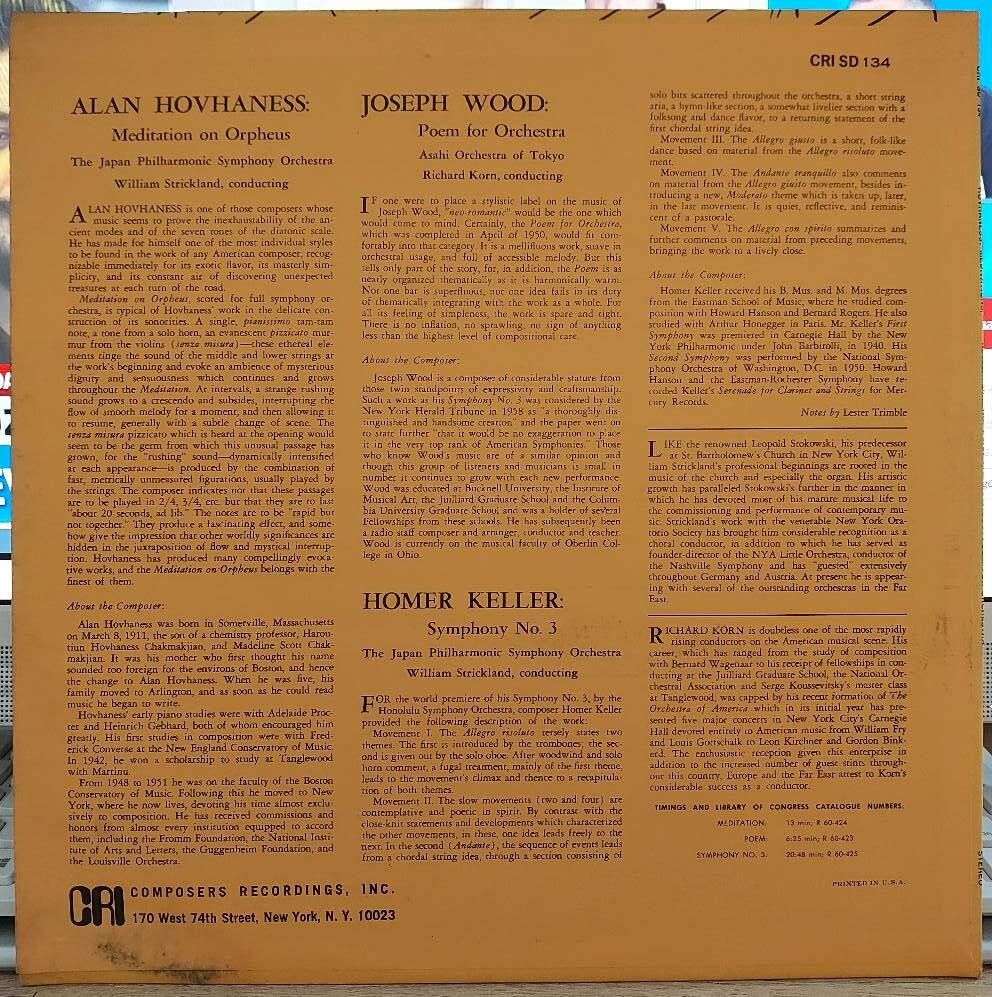 CRI SD 134
ALAN HOVHANESS:
Meditation on Orpheus
The Japan Philharmonic Symphony Orchestra
William Strickland, conducting
ALAN HOVHANESS is one of those composers whose
music seems to prove the inexhaustibility of the an-
cient modes and of the seven tones of the diatonic scale.
He has made for himself one of the most individual styles
to be found in the work of any American composer, recog-
nizable immediately for its exotic flavor, its masterly sim-
plicity, and its constant air of discovering unexpected
treasures at each turn of the road.
Meditation on Orpheus, scored for full symphony or-
chestra, is typical of Hovhaness' work in the delicate con-
struction of its sonorities. A single, pianissimo tam-tam
note, a tone from a solo horn, an evanescent pizzicato mur-
mur from the violins (senza misura)—these ethereal ele-
ments tinge the sound of the middle and lower strings at
the work's beginning and evoke an ambience of mysterious
dignity and sensuousness which continues and grows
throughout the Meditation. At intervals, a strange rushing
sound grows to a crescendo and subsides, interrupting the
flow of smooth melody for a moment, and then allowing it
to resume, generally with a subtle change of scene. The
senza misura pizzicato which is heard at the opening would
seem to be the germ from which this unusual passage has
grown, for the "rushing" sound—dynamically intensified
at each appearance—is produced by the combination of
fast, metrically unmeasured figurations, usually played by
the strings. The composer indicates not that these passages
are to be played in 2/4, 3/4, etc. but that they are to last
"about 20 seconds, ad lib." The notes are to be "rapid but
not together." They produce a fascinating effect, and some-
how give the impression that other worldly significances are
hidden in the juxtaposition of flow and mystical interrup-
tion. Hovhaness has produced many compellingly evoca-
tive works, and the Meditation on Orpheus belongs with the
finest of them.
About the Composer:
Alan Hovhaness was born in Somerville, Massachusetts
on March 8, 1911, the son of a chemistry professor, Harou-
tiun Hovhaness Chakmakjian, and Madeline Scott Chak-
makjian. It was his mother who first thought his name
sounded too foreign for the environs of Boston, and hence
the change to Alan Hovhaness. When he was five, his
family moved to Arlington, and as soon as he could read
music he began to write.
Hovhaness' early piano studies were with Adelaide Proc-
ter and Heinrich Gebhard, both of whom encouraged him
greatly. His first studies in composition were with Fred-
erick Converse at the New England Conservatory of Music.
In 1942, he won a scholarship to study at Tanglewood
with Martinu.
From 1948 to 1951 he was on the faculty of the Boston
Conservatory of Music. Following this he moved to New
York, where he now lives, devoting his time almost exclu-
sively to composition. He has received commissions and
honors from almost every institution equipped to accord
them, including the Fromm Foundation, the National Insti-
tute of Arts and Letters, the Guggenheim Foundation, and
the Louisville Orchestra.
JOSEPH WOOD:
Poem for Orchestra
Asahi Orchestra of Tokyo
Richard Korn, conducting
IF one were to place a stylistic label on the music of
Joseph Wood, "neo-romantic" would be the one which
would come to mind. Certainly, the Poem for Orchestra,
which was completed in April of 1950, would fit com-
fortably into that category. It is a mellifluous work, suave in
orchestral usage, and full of accessible melody. But this
tells only part of the story, for, in addition, the Poem is as
neatly organized thematically as it is harmonically warm.
Not one bar is superfluous, not one idea fails in its duty
of thematically integrating with the work as a whole. For
all its feeling of simpleness, the work is spare and tight.
There is no inflation, no sprawling, no sign of anything
less than the highest level of compositional care.
About the Composer:
Joseph Wood is a composer of considerable stature from
those twin standpoints of expressivity and craftsmanship.
Such a work as his Symphony No. 3 was considered by the
New York Herald Tribune in 1958 as "a thoroughly dis-
tinguished and handsome creation" and the paper went on
to state further "that it would be no exaggeration to place
it in the very top rank of American Symphonies." Those
who know Wood's music are of a similar opinion and
though this group of listeners and musicians is small in
number it continues to grow with each new performance.
Wood was educated at Bucknell University, the Institute of
Musical Art, the Juilliard Graduate School and the Colum-
bia University Graduate School and was a holder of several
Fellowships from these schools. He has subsequently been
a radio staff composer and arranger, conductor and teacher.
Wood is currently on the musical faculty of Oberlin Col-
lege in Ohio.
HOMER KELLER:
Symphony No. 3
The Japan Philharmonic Symphony Orchestra
William Strickland, conducting
FOR the world premiere of his Symphony No. 3, by the
Honolulu Symphony Orchestra, composer Homer Keller
provided the following description of the work:
Movement I. The Allegro risoluto tersely states two
themes. The first is introduced by the trombones; the sec-
ond is given out by the solo oboe. After woodwind and solo
horn comment, a fugal treatment, mainly of the first theme,
leads to the movement's climax and thence to a recapitula-
tion of both themes.
Movement II. The slow movements (two and four) are
contemplative and poetic in spirit. By contrast with the
close-knit statements and developments which characterized
the other movements, in these, one idea leads freely to the
next. In the second (Andante), the sequence of events leads
from a chordal string idea, through a section consisting of
solo bits scattered throughout the orchestra, a short string
aria, a hymn-like section, a somewhat livelier section with a
folksong and dance flavor, to a returning statement of the
first chordal string idea.
Movement III. The Allegro giusto is a short, folk-like
dance based on material from the Allegro risoluto move-
ment.
Movement IV. The Andante tranquillo also comments
on material from the Allegro giusto movement, besides in-
troducing a new, Moderato theme which is taken up, later,
in the last movement. It is quiet, reflective, and reminis-
cent of a pastorale.
Movement V. The Allegro con spirito summarizes and
further comments on material from preceding movements,
bringing the work to a lively close.
About the Composer:
Homer Keller received his B. Mus. and M. Mus. degrees
from the Eastman School of Music, where he studied com-
position with Howard Hanson and Bernard Rogers. He also
studied with Arthur Honegger in Paris. Mr. Keller's First
Symphony was premiered in Carnegie Hall by the New
York Philharmonic under John Barbirolli, in 1940. His
Second Symphony was performed by the National Sym-
phony Orchestra of Washington, D.C. in 1950. Howard
Hanson and the Eastman-Rochester Symphony have re-
corded Keller's Serenade for Clarinet and Strings for Mer-
cury Records.
Notes by Lester Trimble
LIKE the renowned Leopold Stokowski, his predecessor
at St. Bartholomew's Church in New York City, Wil-
liam Strickland's professional beginnings are rooted in the
music of the church and especially the organ. His artistic
growth has paralleled Stokowski's further in the manner in
which he has devoted most of his mature musical life to
the commissioning and performance of contemporary mu-
sic. Strickland's work with the venerable New York Ora-
torio Society has brought him considerable recognition as a
choral conductor, in addition to which he has served as
founder-director of the NYA Little Orchestra, conductor of
the Nashville Symphony and has "guested" extensively
throughout Germany and Austria. At present he is appear-
ing with several of the outstanding orchestras in the Far
East.
RICHARD KORN is doubtless one of the most rapidly
rising conductors on the American musical scene. His
career, which has ranged from the study of composition
with Bernard Wagenaar to his receipt of fellowships in con-
ducting at the Juilliard Graduate School, the National Or-
chestral Association and Serge Koussevitsky's master class
at Tanglewood, was capped by his recent formation of The
Orchestra of America which in its initial year has pre-
sented five major concerts in New York City's Carnegie
Hall devoted entirely to American music from William Fry
and Louis Gottschalk to Leon Kirchner and Gordon Bink-
erd. The enthusiastic reception given this enterprise in
addition to the increased number of guest stints through-
out this country, Europe and the Far East attest to Korn's
considerable success as a conductor.
TIMINGS AND LIBRARY OF CONGRESS CATALOGUE NUMBERS:
MEDITATION: 13 min; R 60-424
POEM: 6:25 min; R 60-423
SYMPHONY NO. 3: 20:48 min; R 60-425
PRINTED IN U.S.A.
CRI COMPOSERS RECORDINGS, INC.
170 West 74th Street, New York, N. Y. 10023